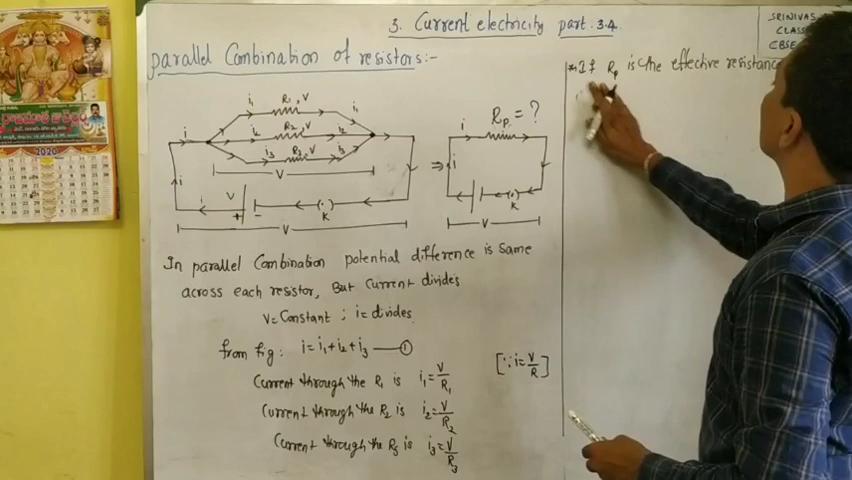 3. Current electricity part. 3.4.
SRINIVAS
CLASS
CBSE
parallel Combination of resistors:-
R₁, V
i₁
i₁
i
i₂
R₂, V
i₂
i₃
R₃, V
i₃
V
i
V
i
+
-
(·)
K
V
⇒
Rₚ = ?
i
i
(·)
K
V
In parallel Combination potential difference is same
across each resistor, But Current divides
V=Constant ; i= divides
from fig: i = i₁+i₂+i₃ —— ①
Current through the R₁ is i₁ = V/R₁
[∵ i = V/R]
Current through the R₂ is i₂ = V/R₂
Current through the R₃ is i₃ = V/R₃
* If Rₚ is the effective resistance
2020